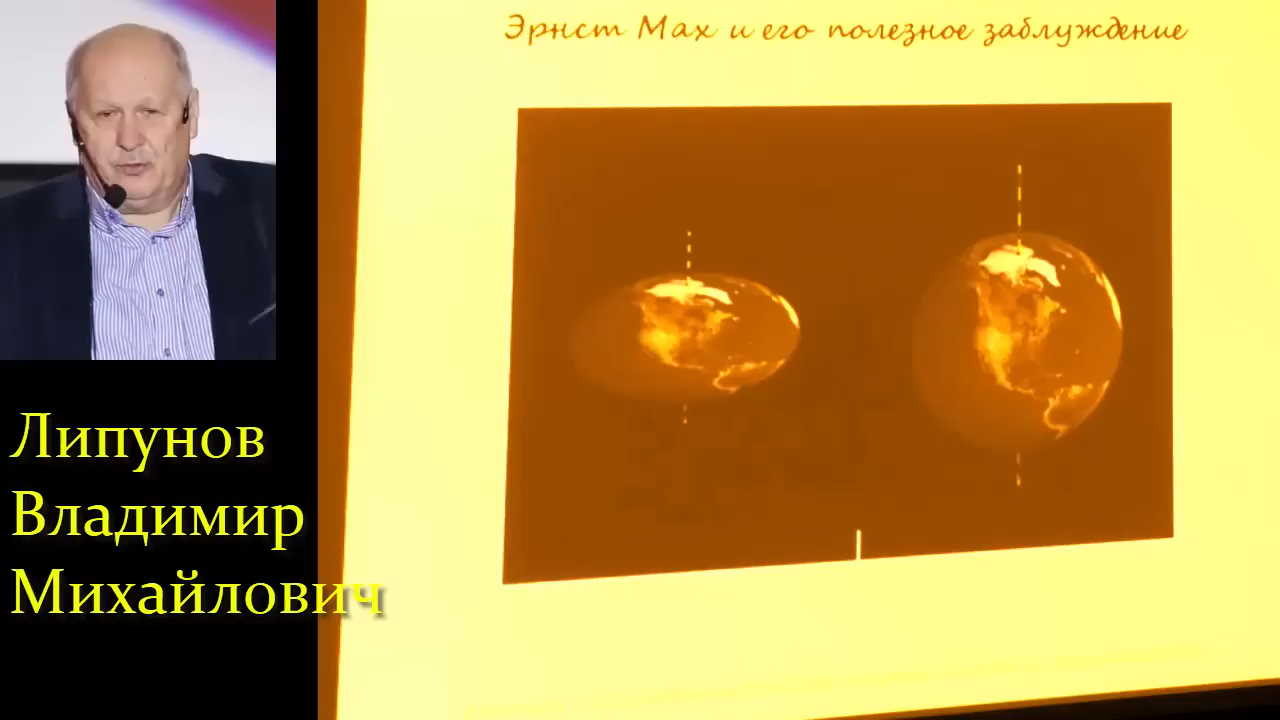 Эрнст Мах и его полезное заблуждение
Липунов
Владимир
Михайлович